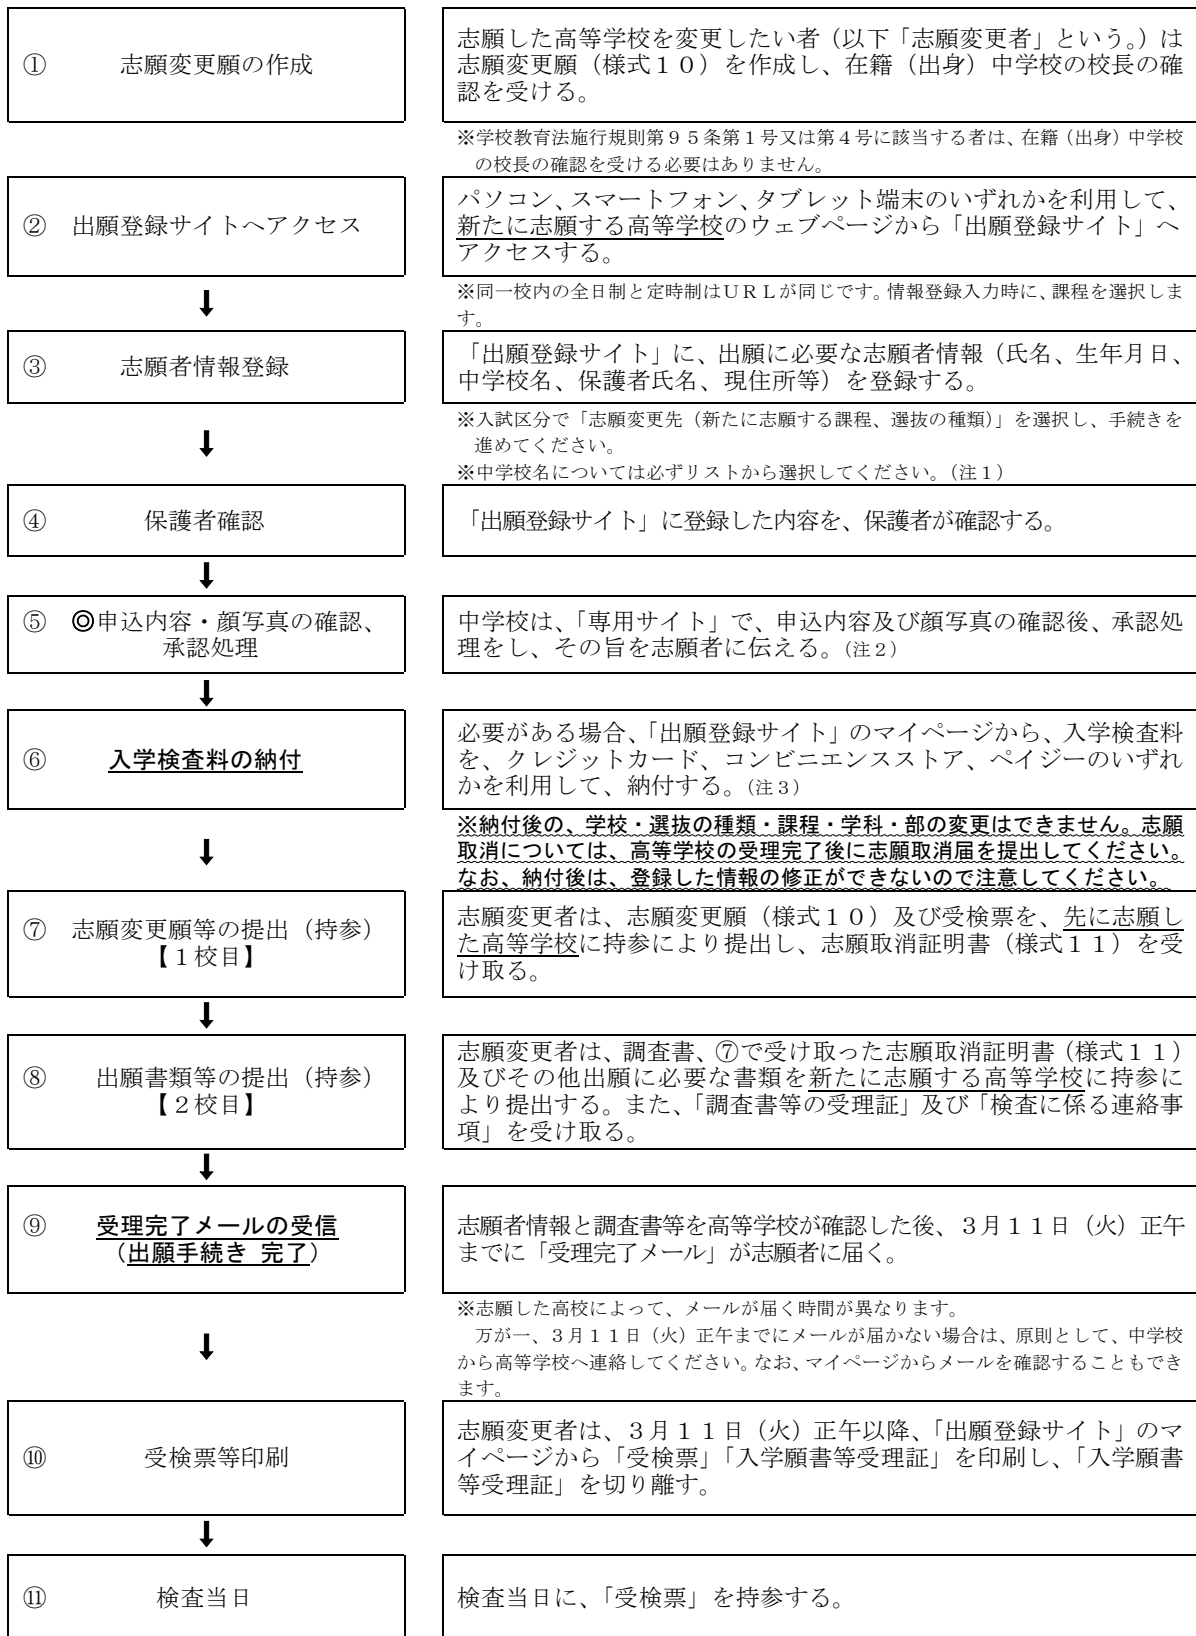 ① 志願変更願の作成
志願した高等学校を変更したい者（以下「志願変更者」という。）は
志願変更願（様式１０）を作成し、在籍（出身）中学校の校長の確
認を受ける。
※学校教育法施行規則第９５条第１号又は第４号に該当する者は、在籍（出身）中学校
の校長の確認を受ける必要はありません。
② 出願登録サイトへアクセス
パソコン、スマートフォン、タブレット端末のいずれかを利用して、
新たに志願する高等学校のウェブページから「出願登録サイト」へ
アクセスする。
↓
※同一校内の全日制と定時制はＵＲＬが同じです。情報登録入力時に、課程を選択しま
す。
③ 志願者情報登録
「出願登録サイト」に、出願に必要な志願者情報（氏名、生年月日、
中学校名、保護者氏名、現住所等）を登録する。
↓
※入試区分で「志願変更先（新たに志願する課程、選抜の種類）」を選択し、手続きを
進めてください。
※中学校名については必ずリストから選択してください。（注１）
④ 保護者確認
「出願登録サイト」に登録した内容を、保護者が確認する。
↓
⑤ ◎申込内容・顔写真の確認、
承認処理
中学校は、「専用サイト」で、申込内容及び顔写真の確認後、承認処
理をし、その旨を志願者に伝える。（注２）
↓
⑥ 入学検査料の納付
必要がある場合、「出願登録サイト」のマイページから、入学検査料
を、クレジットカード、コンビニエンスストア、ペイジーのいずれ
かを利用して、納付する。（注３）
↓
※納付後の、学校・選抜の種類・課程・学科・部の変更はできません。志願
取消については、高等学校の受理完了後に志願取消届を提出してください。
なお、納付後は、登録した情報の修正ができないので注意してください。
⑦ 志願変更願等の提出（持参）
【１校目】
志願変更者は、志願変更願（様式１０）及び受検票を、先に志願し
た高等学校に持参により提出し、志願取消証明書（様式１１）を受
け取る。
↓
⑧ 出願書類等の提出（持参）
【２校目】
志願変更者は、調査書、⑦で受け取った志願取消証明書（様式１１）
及びその他出願に必要な書類を新たに志願する高等学校に持参に
より提出する。また、「調査書等の受理証」及び「検査に係る連絡事
項」を受け取る。
↓
⑨ 受理完了メールの受信
（出願手続き 完了）
志願者情報と調査書等を高等学校が確認した後、３月１１日（火）正午
までに「受理完了メール」が志願者に届く。
↓
※志願した高校によって、メールが届く時間が異なります。
万が一、３月１１日（火）正午までにメールが届かない場合は、原則として、中学校
から高等学校へ連絡してください。なお、マイページからメールを確認することもでき
ます。
⑩ 受検票等印刷
志願変更者は、３月１１日（火）正午以降、「出願登録サイト」のマ
イページから「受検票」「入学願書等受理証」を印刷し、「入学願書
等受理証」を切り離す。
↓
⑪ 検査当日
検査当日に、「受検票」を持参する。